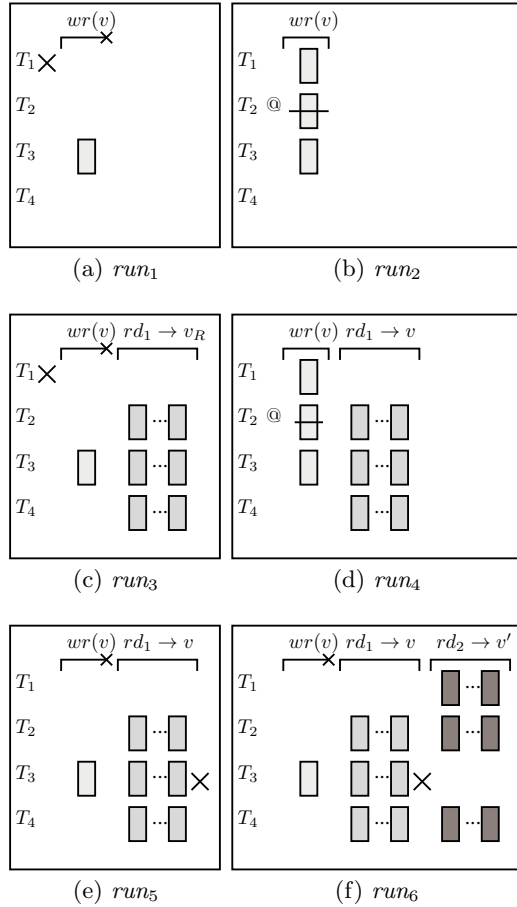 wr(v) wr(v)
T₁ T₁
T₂ T₂ @
T₃ T₃
T₄ T₄
(a) run₁ (b) run₂
wr(v) rd₁ → v_R wr(v) rd₁ → v
T₁ T₁
T₂ ... T₂ @ ...
T₃ ... T₃ ...
T₄ ... T₄ ...
(c) run₃ (d) run₄
wr(v) rd₁ → v wr(v) rd₁ → v rd₂ → v′
T₁ T₁ ...
T₂ ... T₂ ... ...
T₃ ... T₃ ...
T₄ ... T₄ ... ...
(e) run₅ (f) run₆